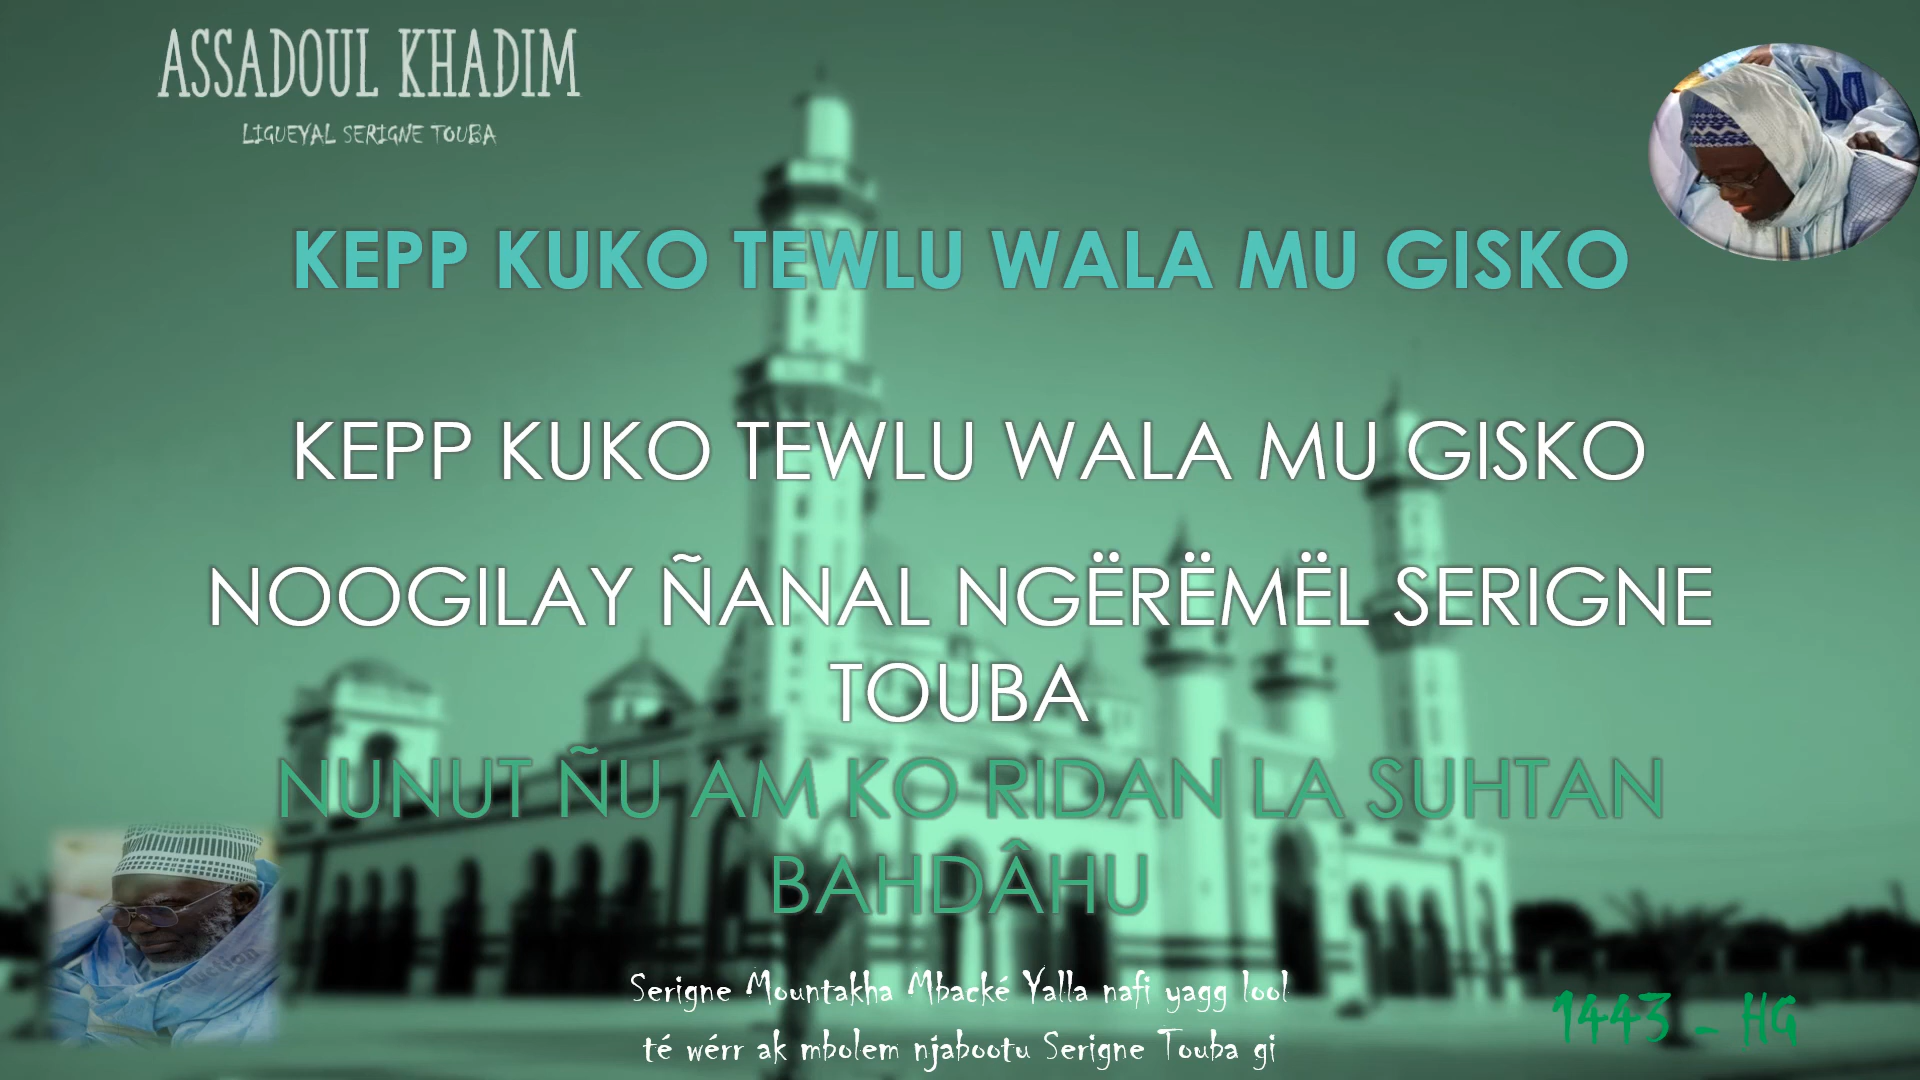 ASSADOUL KHADIM
LIGUEYAL SERIGNE TOUBA
KEPP KUKO TEWLU WALA MU GISKO
KEPP KUKO TEWLU WALA MU GISKO
NOOGILAY ÑANAL NGËRËMËL SERIGNE
TOUBA
NUNUT ÑU AM KO RIDAN LA SUHTAN
BAHDÂHU
Serigne Mountakha Mbacké Yalla nafi yagg lool
té wérr ak mbolem njabootu Serigne Touba gi
1443 - HG